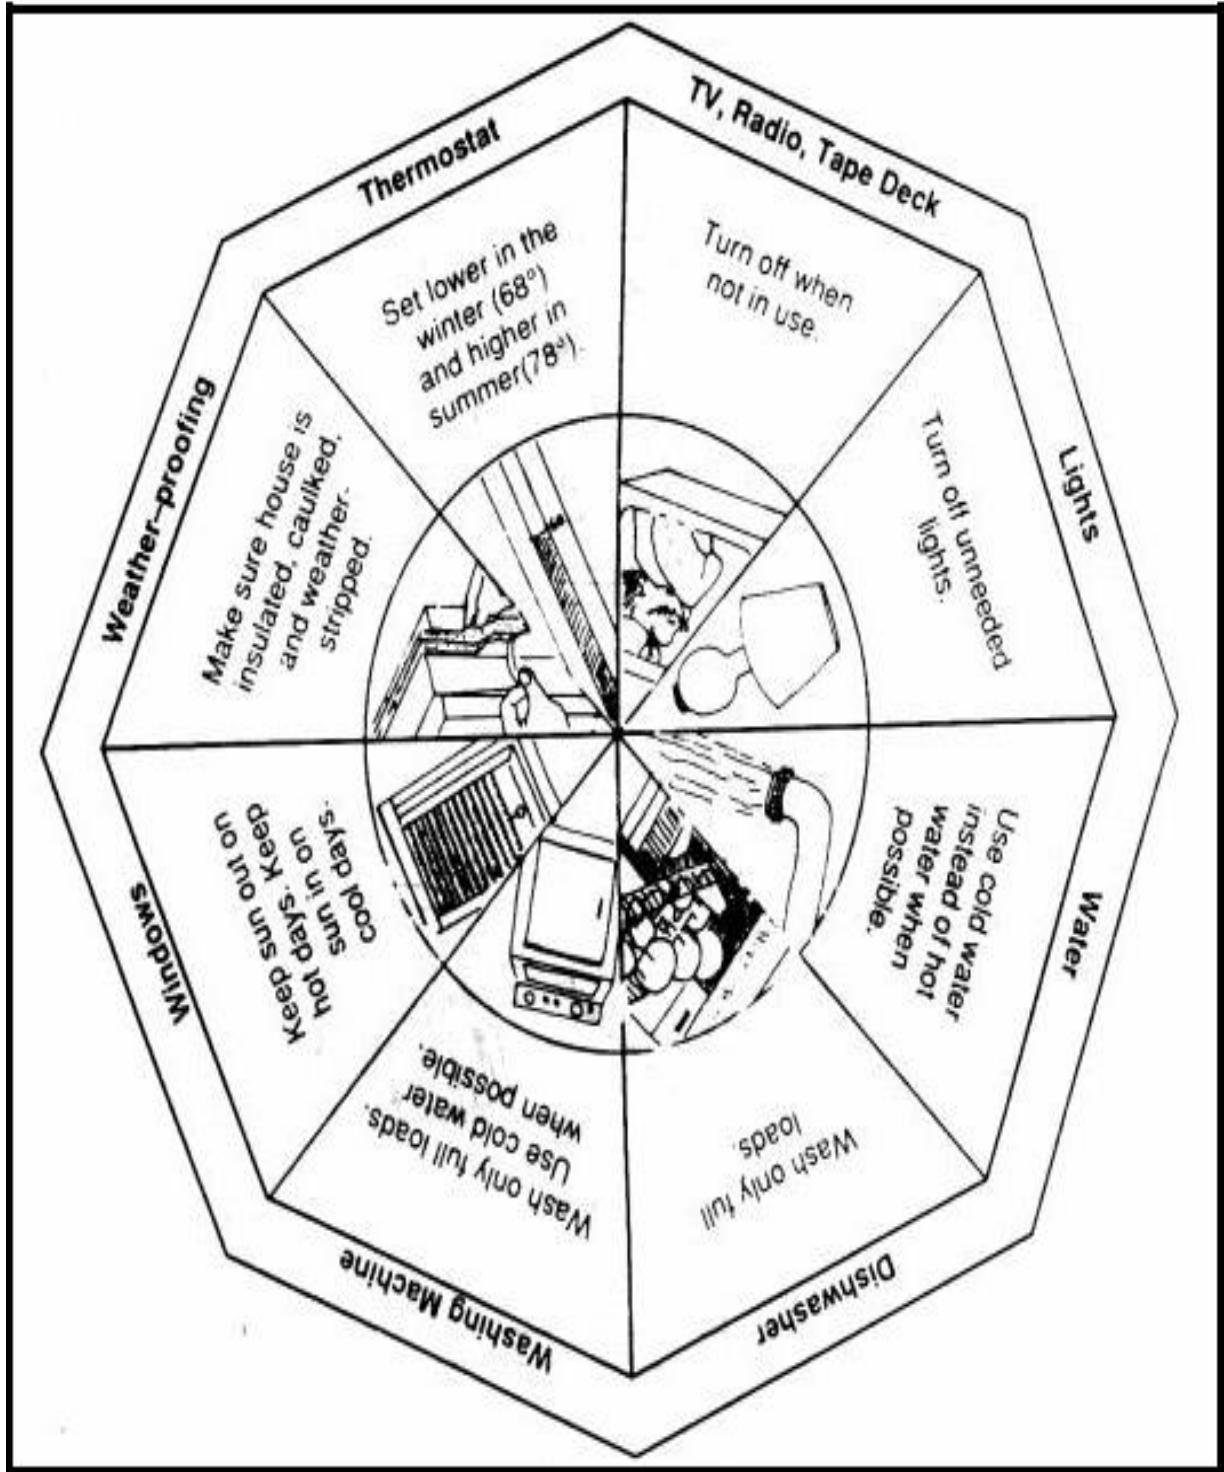 TV, Radio, Tape Deck
Turn off when
not in use.
Lights
Turn off unneeded
lights.
Water
Use cold water
instead of hot
water when
possible.
Dishwasher
Wash only full
loads.
Washing Machine
Wash only full loads.
Use cold water
when possible.
Windows
Keep sun out on
hot days. Keep
sun in on
cool days.
Weather-proofing
Make sure house is
insulated, caulked,
and weather-
stripped.
Thermostat
Set lower in the
winter (68°)
and higher in
summer(78°).